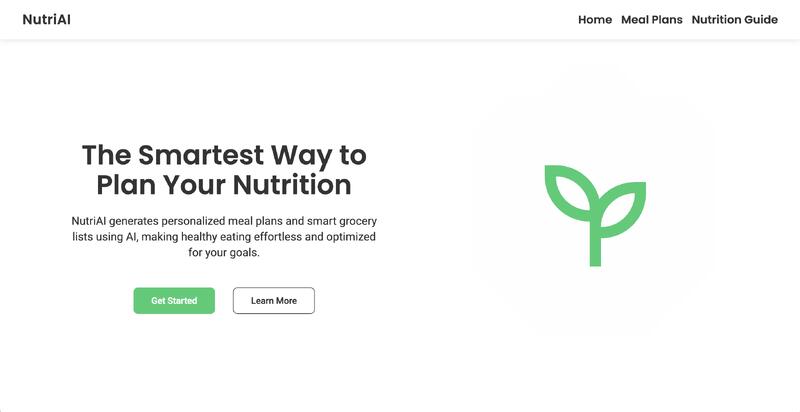 NutriAI
Home Meal Plans Nutrition Guide
The Smartest Way to
Plan Your Nutrition
NutriAI generates personalized meal plans and smart grocery
lists using AI, making healthy eating effortless and optimized
for your goals.
Get Started
Learn More